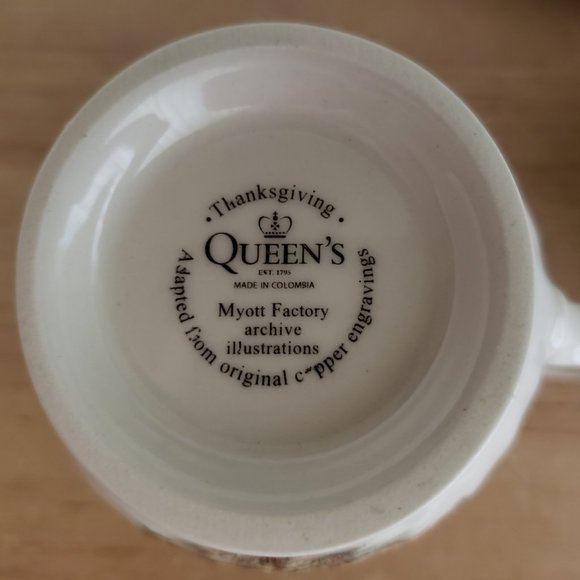 • Thanksgiving •
QUEEN'S
EST. 1795
MADE IN COLOMBIA
Myott Factory
archive
illustrations
Adapted from original copper engravings